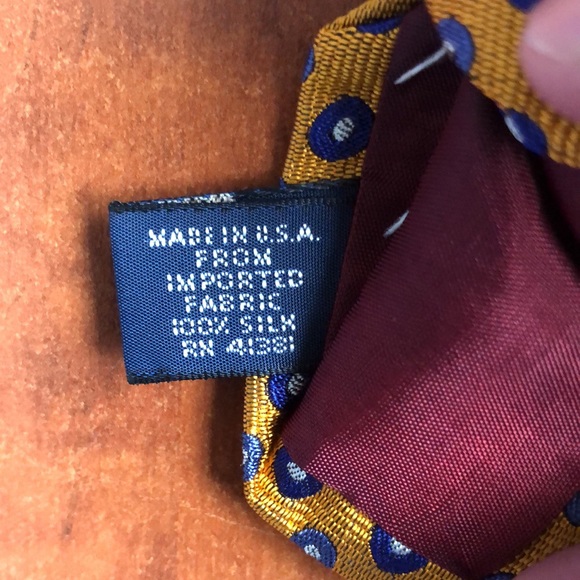 MADE IN U.S.A.
FROM
IMPORTED
FABRIC
100% SILK
RN 41381